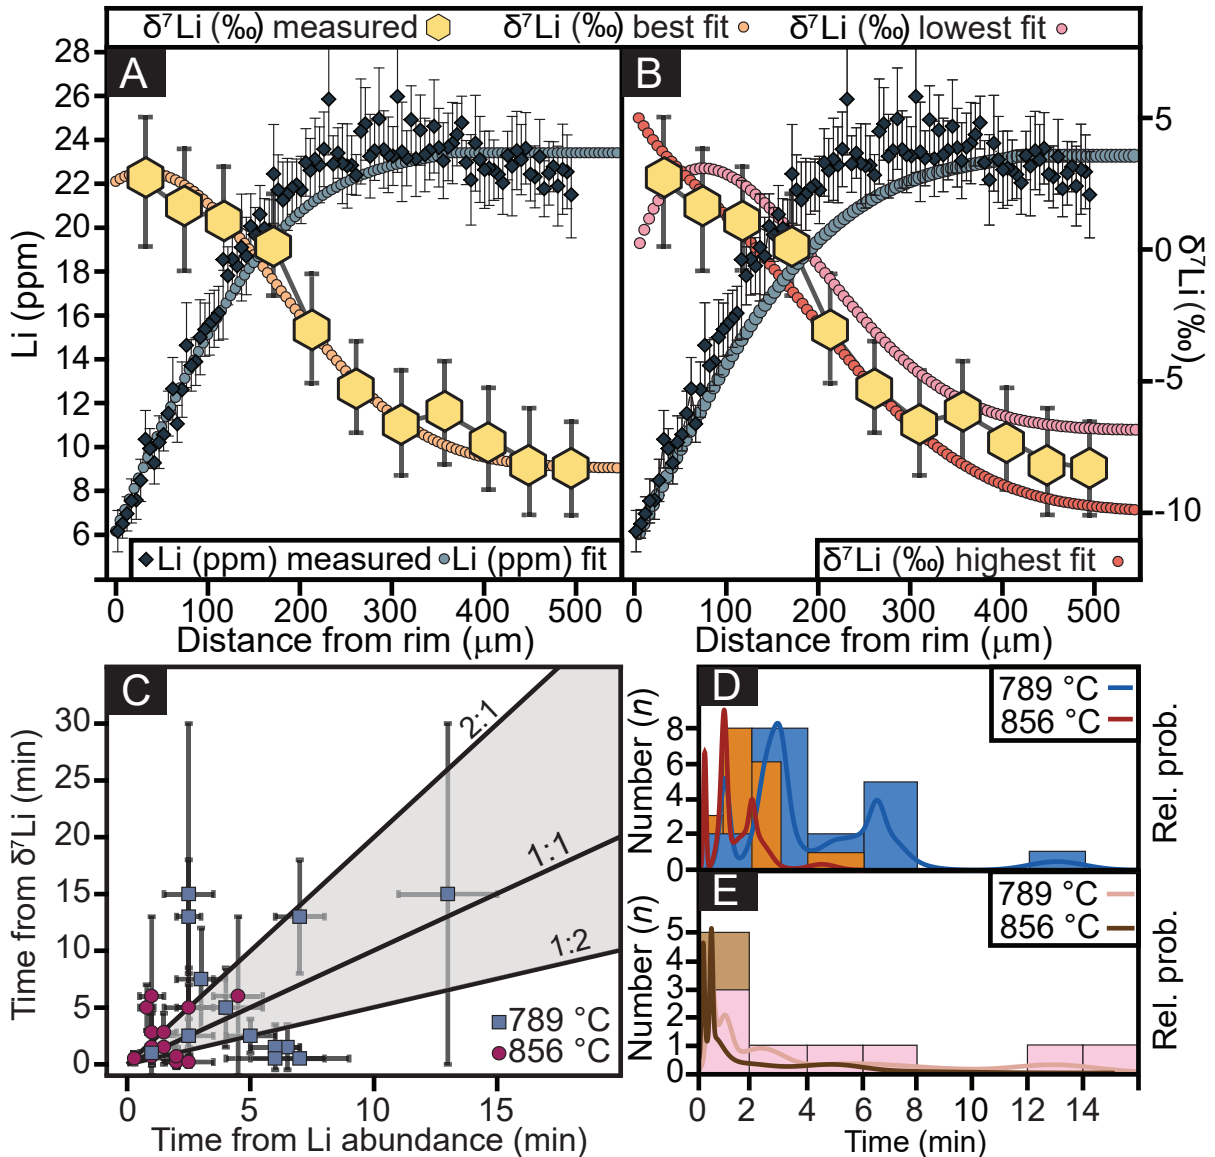 δ⁷Li (‰) measured δ⁷Li (‰) best fit δ⁷Li (‰) lowest fit
A
B
28
26
24
22
20
18
16
14
12
10
8
6
Li (ppm)
5
0
-5
-10
δ⁷Li (‰)
Li (ppm) measured Li (ppm) fit
δ⁷Li (‰) highest fit
0 100 200 300 400 500
0 100 200 300 400 500
Distance from rim (μm)
Distance from rim (μm)
C
30
25
20
15
10
5
0
Time from δ⁷Li (min)
2:1
1:1
1:2
789 °C
856 °C
0 5 10 15
Time from Li abundance (min)
D
789 °C
856 °C
8
6
4
2
0
Number (n)
Rel. prob.
E
789 °C
856 °C
5
4
3
2
1
0
Number (n)
Rel. prob.
0 2 4 6 8 10 12 14
Time (min)